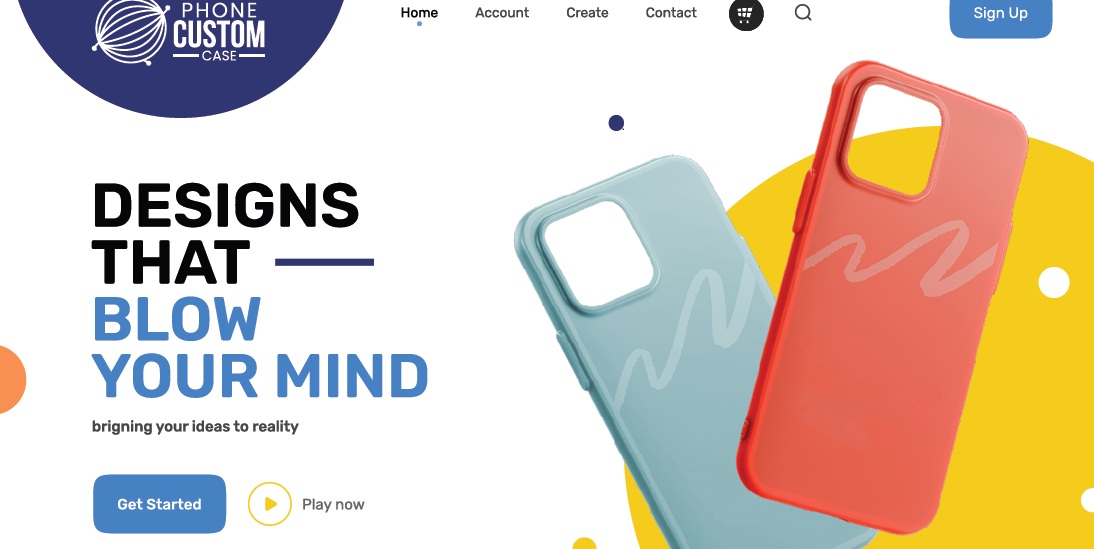 PHONE
CUSTOM
CASE
Home Account Create Contact Sign Up
DESIGNS
THAT
BLOW
YOUR MIND
brigning your ideas to reality
Get Started Play now